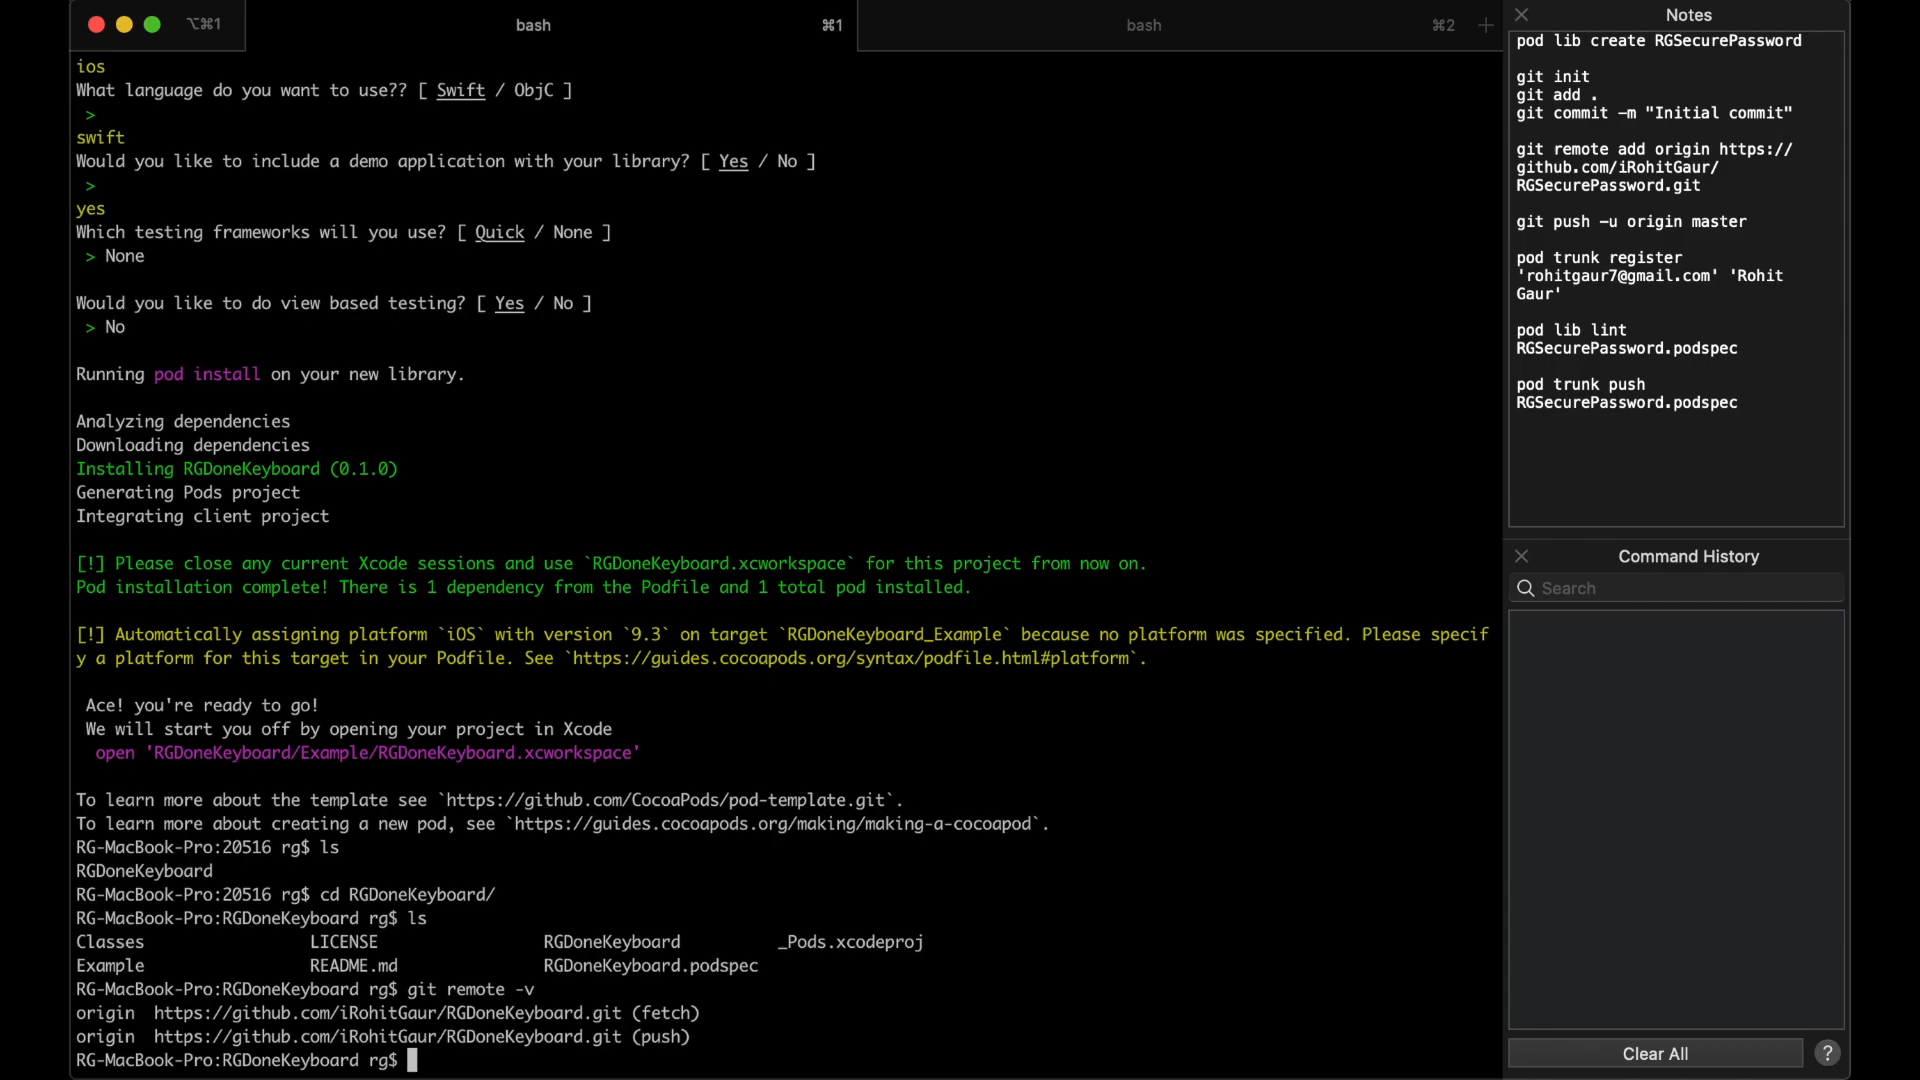 ⌥⌘1
bash
⌘1
bash
⌘2
ios
What language do you want to use?? [ Swift / ObjC ]
>
swift
Would you like to include a demo application with your library? [ Yes / No ]
>
yes
Which testing frameworks will you use? [ Quick / None ]
> None
Would you like to do view based testing? [ Yes / No ]
> No
Running pod install on your new library.
Analyzing dependencies
Downloading dependencies
Installing RGDoneKeyboard (0.1.0)
Generating Pods project
Integrating client project
[!] Please close any current Xcode sessions and use `RGDoneKeyboard.xcworkspace` for this project from now on.
Pod installation complete! There is 1 dependency from the Podfile and 1 total pod installed.
[!] Automatically assigning platform `iOS` with version `9.3` on target `RGDoneKeyboard_Example` because no platform was specified. Please specif
y a platform for this target in your Podfile. See `https://guides.cocoapods.org/syntax/podfile.html#platform`.
Ace! you're ready to go!
We will start you off by opening your project in Xcode
open 'RGDoneKeyboard/Example/RGDoneKeyboard.xcworkspace'
To learn more about the template see `https://github.com/CocoaPods/pod-template.git`.
To learn more about creating a new pod, see `https://guides.cocoapods.org/making/making-a-cocoapod`.
RG-MacBook-Pro:20516 rg$ ls
RGDoneKeyboard
RG-MacBook-Pro:20516 rg$ cd RGDoneKeyboard/
RG-MacBook-Pro:RGDoneKeyboard rg$ ls
Classes LICENSE RGDoneKeyboard _Pods.xcodeproj
Example README.md RGDoneKeyboard.podspec
RG-MacBook-Pro:RGDoneKeyboard rg$ git remote -v
origin https://github.com/iRohitGaur/RGDoneKeyboard.git (fetch)
origin https://github.com/iRohitGaur/RGDoneKeyboard.git (push)
RG-MacBook-Pro:RGDoneKeyboard rg$
Notes
pod lib create RGSecurePassword
git init
git add .
git commit -m "Initial commit"
git remote add origin https://
github.com/iRohitGaur/
RGSecurePassword.git
git push -u origin master
pod trunk register
'rohitgaur7@gmail.com' 'Rohit
Gaur'
pod lib lint
RGSecurePassword.podspec
pod trunk push
RGSecurePassword.podspec
Command History
Search
Clear All
?